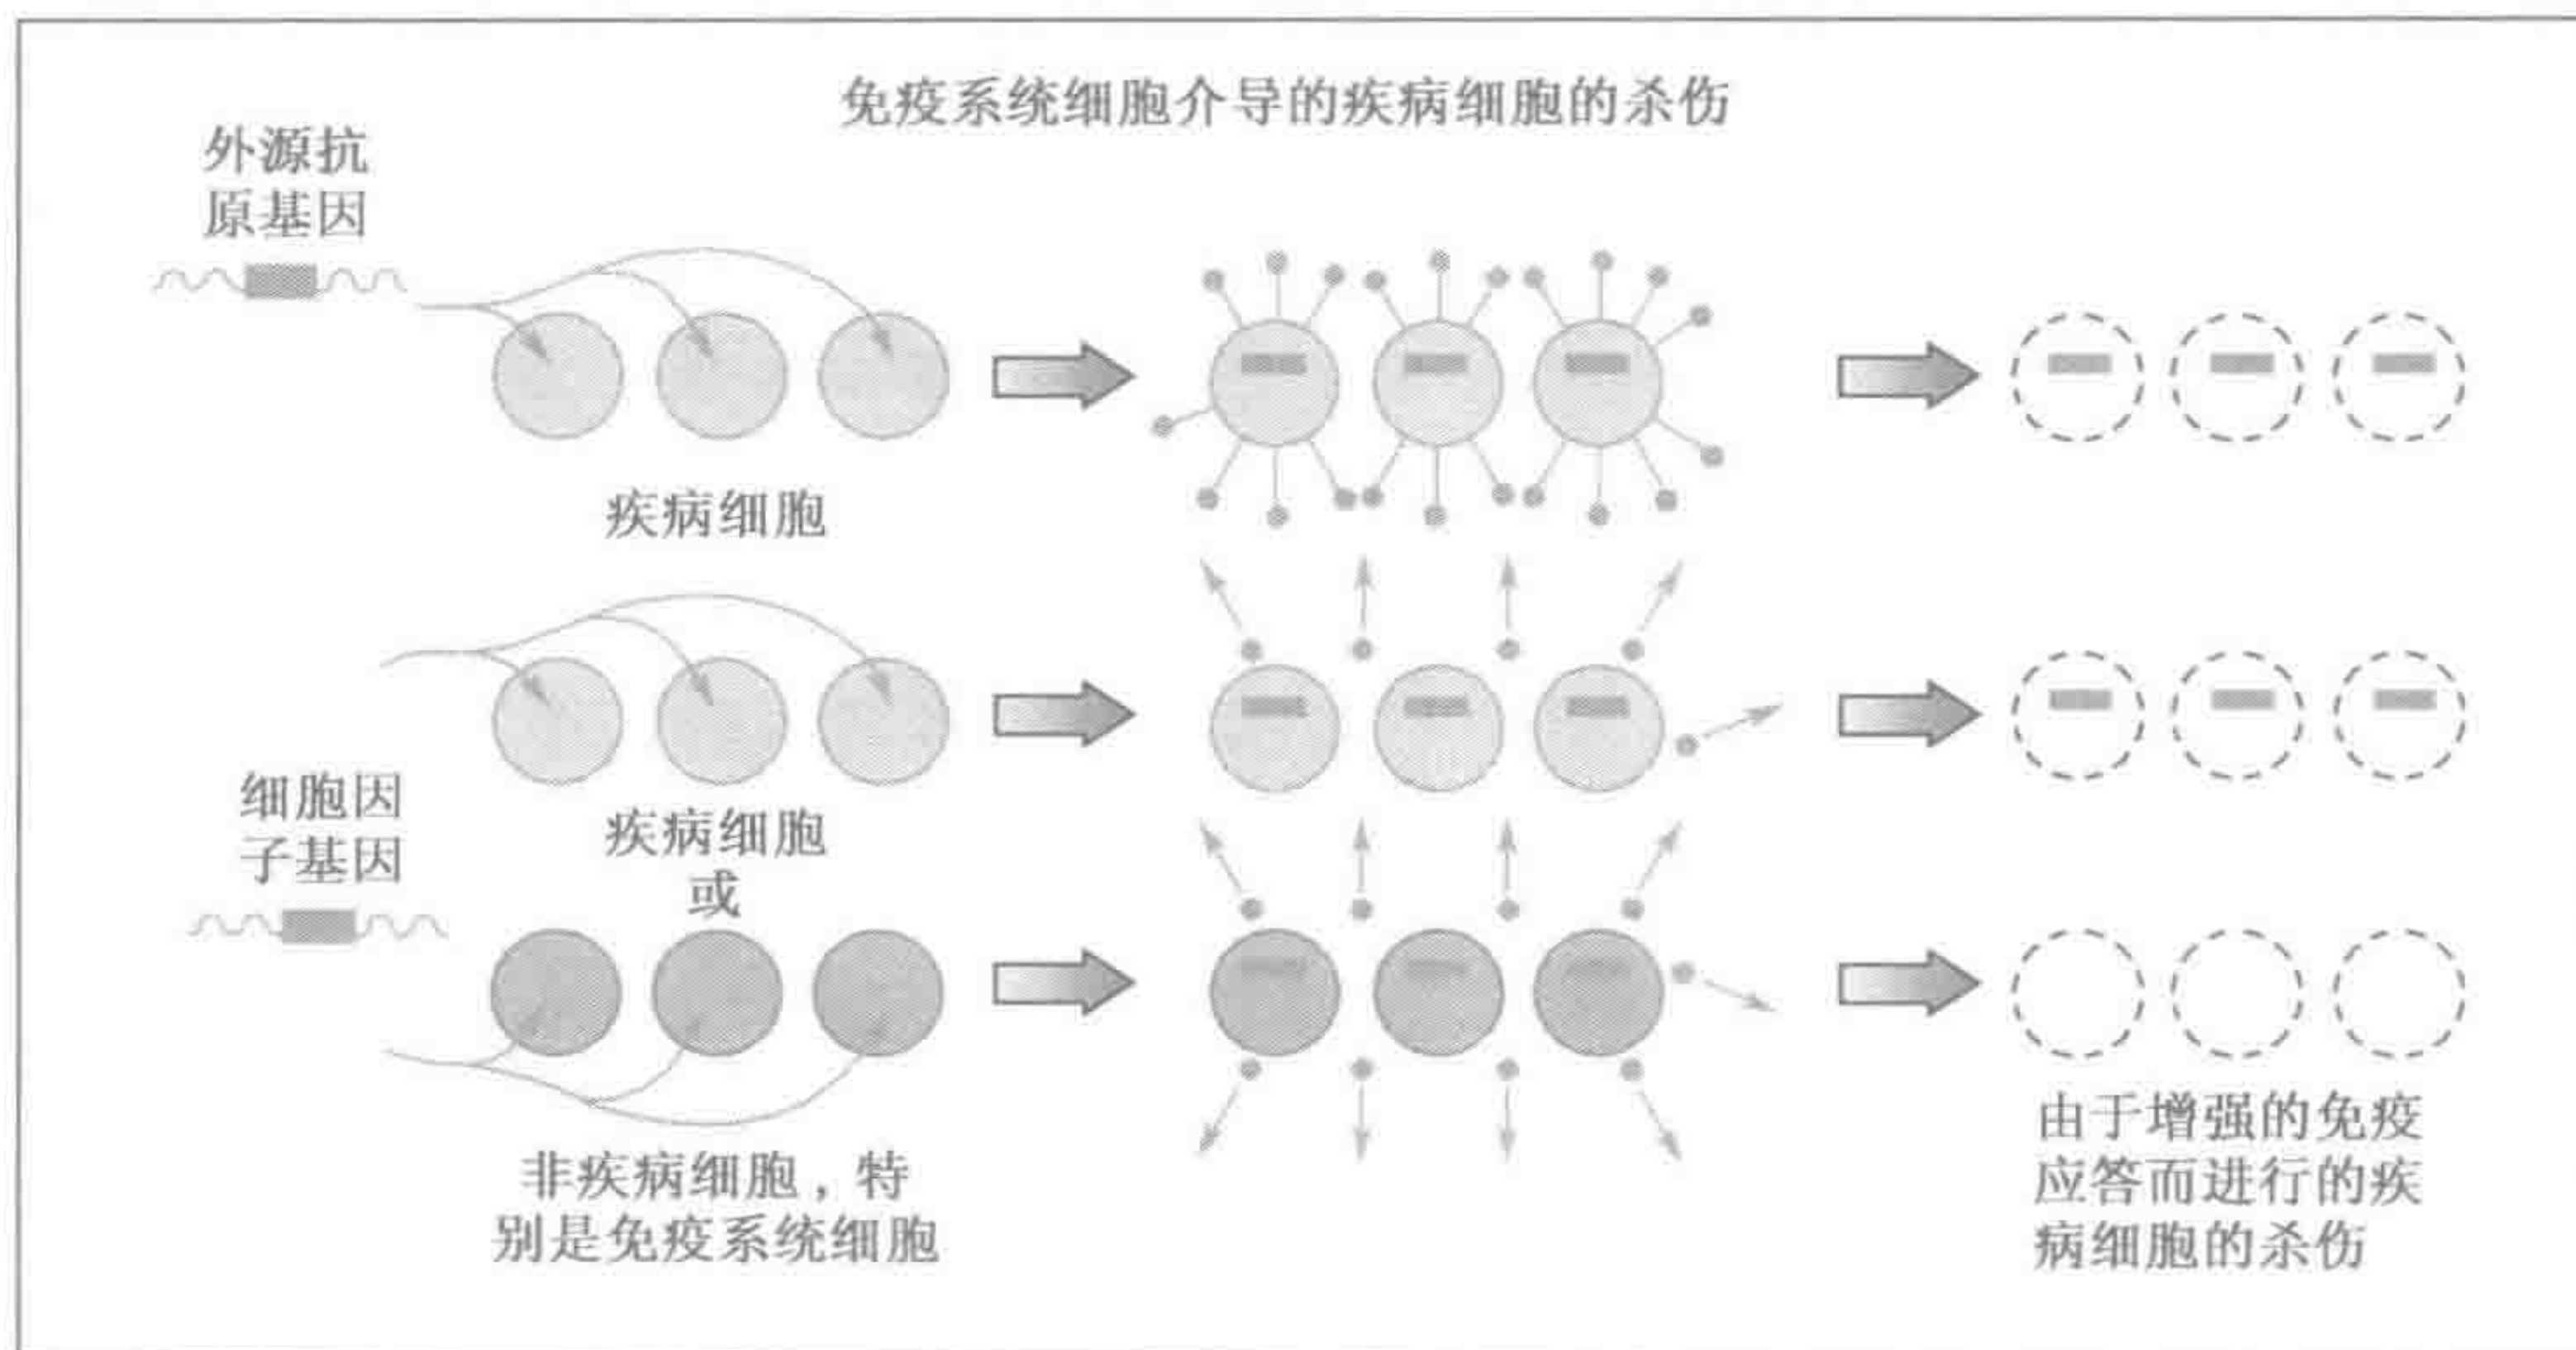 免疫系统细胞介导的疾病细胞的杀伤
外源抗
原基因
疾病细胞
细胞因
子基因
疾病细胞
或
非疾病细胞，特
别是免疫系统细胞
由于增强的免疫
应答而进行的疾
病细胞的杀伤